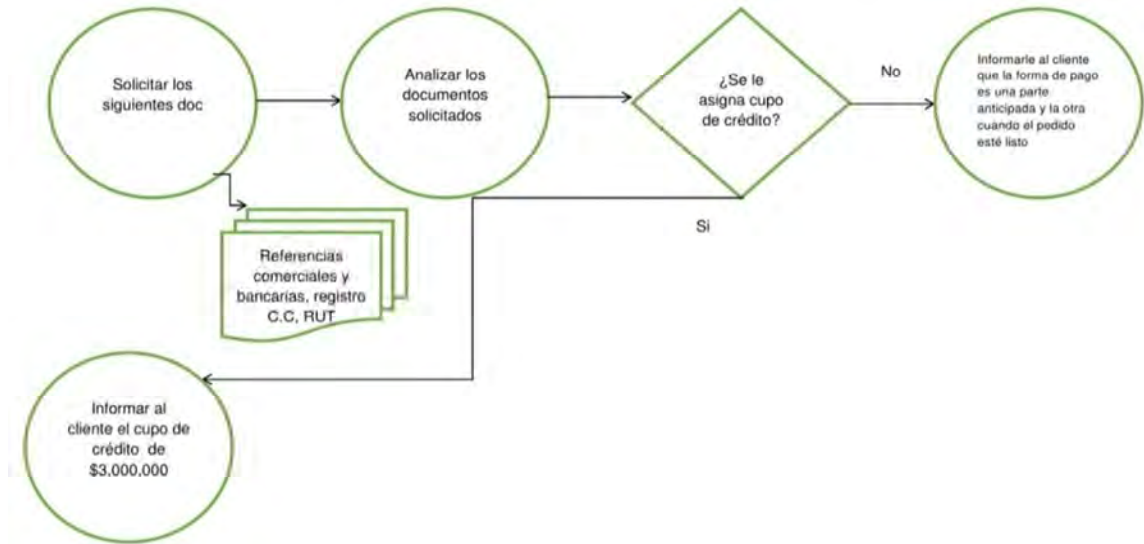 Solicitar los
siguientes doc
Analizar los
documentos
solicitados
¿Se le
asigna cupo
de crédito?
No
Informarle al cliente
que la forma de pago
es una parte
anticipada y la otra
cuando el pedido
esté listo
Si
Referencias
comerciales y
bancarias, registro
C.C, RUT
Informar al
cliente el cupo de
crédito de
$3.000.000